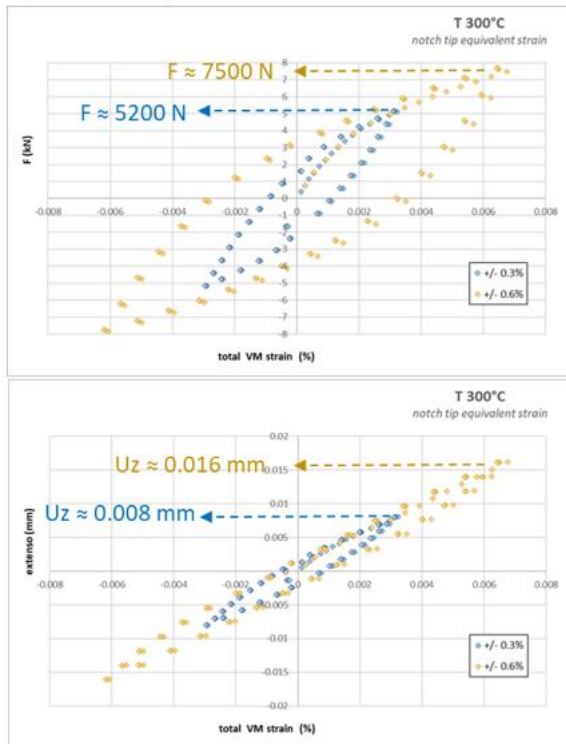 T 300°C
notch tip equivalent strain
F ≈ 7500 N
F ≈ 5200 N
F (kN)
8
7
6
5
4
3
2
1
0
-1
-2
-3
-4
-5
-6
-7
-8
-0.008 -0.006 -0.004 -0.002 0 0.002 0.004 0.006 0.008
+/- 0.3%
+/- 0.6%
total VM strain (%)
T 300°C
notch tip equivalent strain
Uz ≈ 0.016 mm
Uz ≈ 0.008 mm
extenso (mm)
0.02
0.015
0.01
0.005
0
-0.005
-0.01
-0.015
-0.02
-0.008 -0.006 -0.004 -0.002 0 0.002 0.004 0.006 0.008
+/- 0.3%
+/- 0.6%
total VM strain (%)